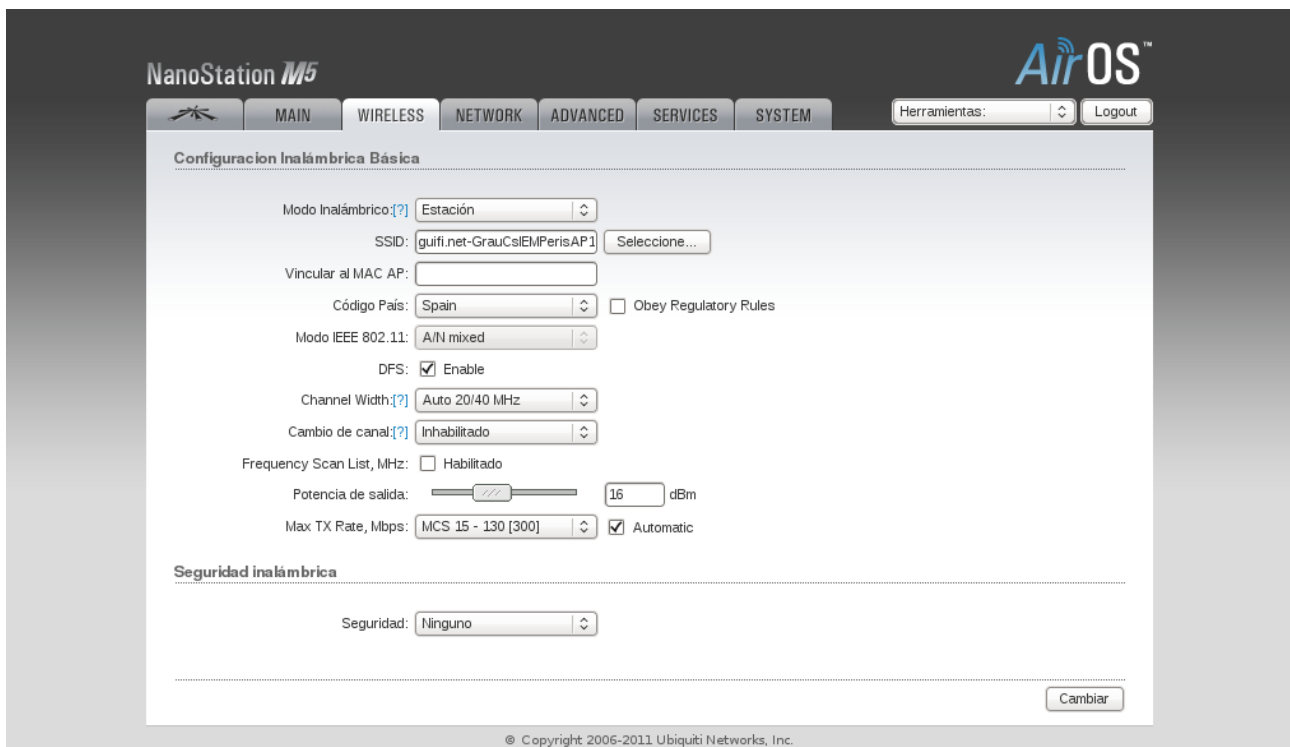 NanoStation M5
AirOS™
MAIN WIRELESS NETWORK ADVANCED SERVICES SYSTEM Herramientas: Logout
Configuracion Inalámbrica Básica
Modo Inalámbrico:[?] Estación
SSID: guifi.net-GrauCslEMPerisAP1 Seleccione...
Vincular al MAC AP:
Código País: Spain Obey Regulatory Rules
Modo IEEE 802.11: A/N mixed
DFS: Enable
Channel Width:[?] Auto 20/40 MHz
Cambio de canal:[?] Inhabilitado
Frequency Scan List, MHz: Habilitado
Potencia de salida: 16 dBm
Max TX Rate, Mbps: MCS 15 - 130 [300] Automatic
Seguridad inalámbrica
Seguridad: Ninguno
Cambiar
© Copyright 2006-2011 Ubiquiti Networks, Inc.